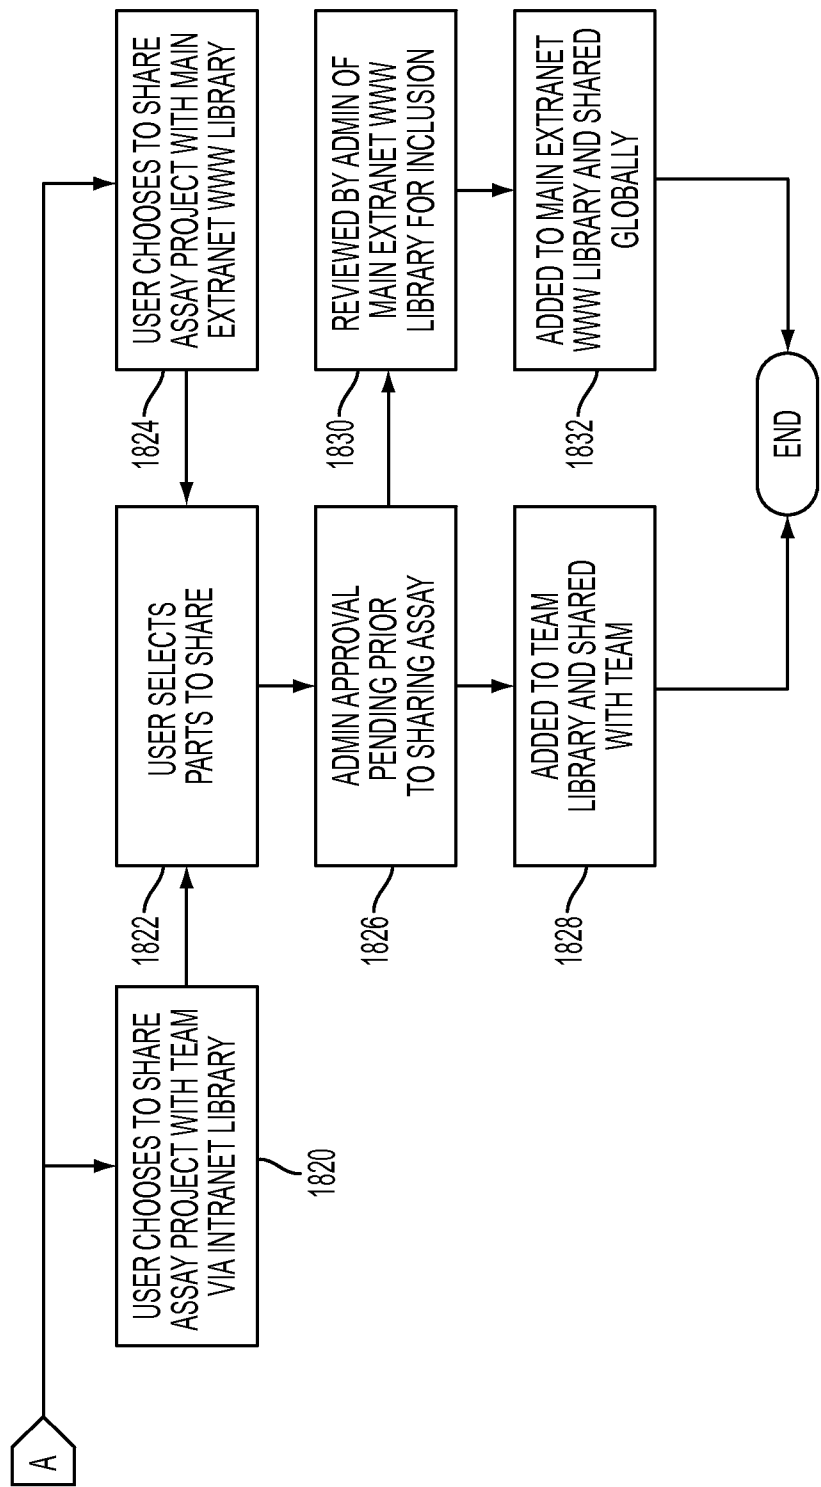 A
USER CHOOSES TO SHARE
ASSAY PROJECT WITH TEAM
VIA INTRANET LIBRARY
1820
USER SELECTS
PARTS TO SHARE
1822
USER CHOOSES TO SHARE
ASSAY PROJECT WITH MAIN
EXTRANET WWW LIBRARY
1824
ADMIN APPROVAL
PENDING PRIOR
TO SHARING ASSAY
1826
REVIEWED BY ADMIN OF
MAIN EXTRANET WWW
LIBRARY FOR INCLUSION
1830
ADDED TO TEAM
LIBRARY AND SHARED
WITH TEAM
1828
ADDED TO MAIN EXTRANET
WWW LIBRARY AND SHARED
GLOBALLY
1832
END